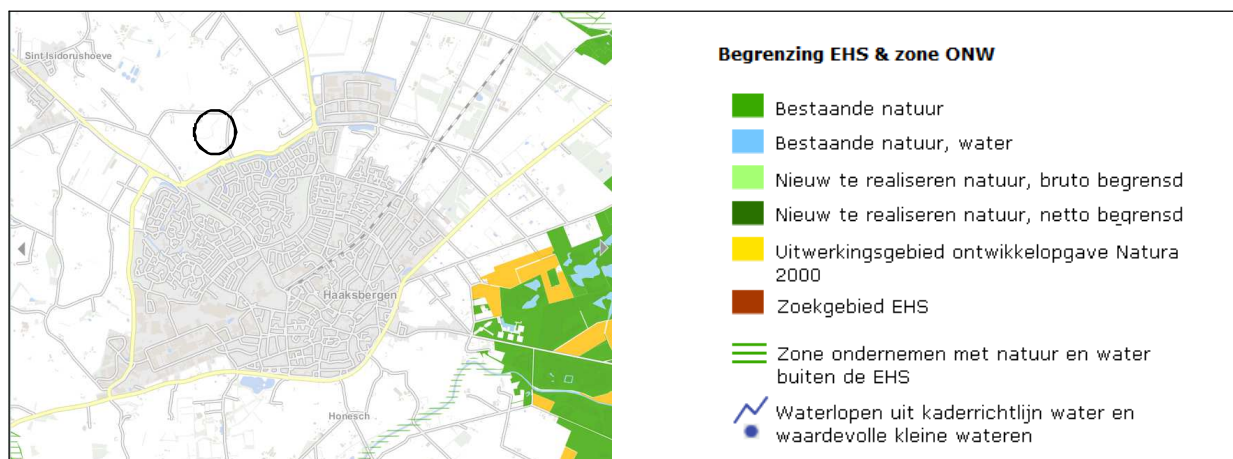 Sint Isidorushoeve
Haaksbergen
Honesch
Begrenzing EHS & zone ONW
Bestaande natuur
Bestaande natuur, water
Nieuw te realiseren natuur, bruto begrensd
Nieuw te realiseren natuur, netto begrensd
Uitwerkingsgebied ontwikkelopgave Natura
2000
Zoekgebied EHS
Zone ondernemen met natuur en water
buiten de EHS
Waterlopen uit kaderrichtlijn water en
waardevolle kleine wateren